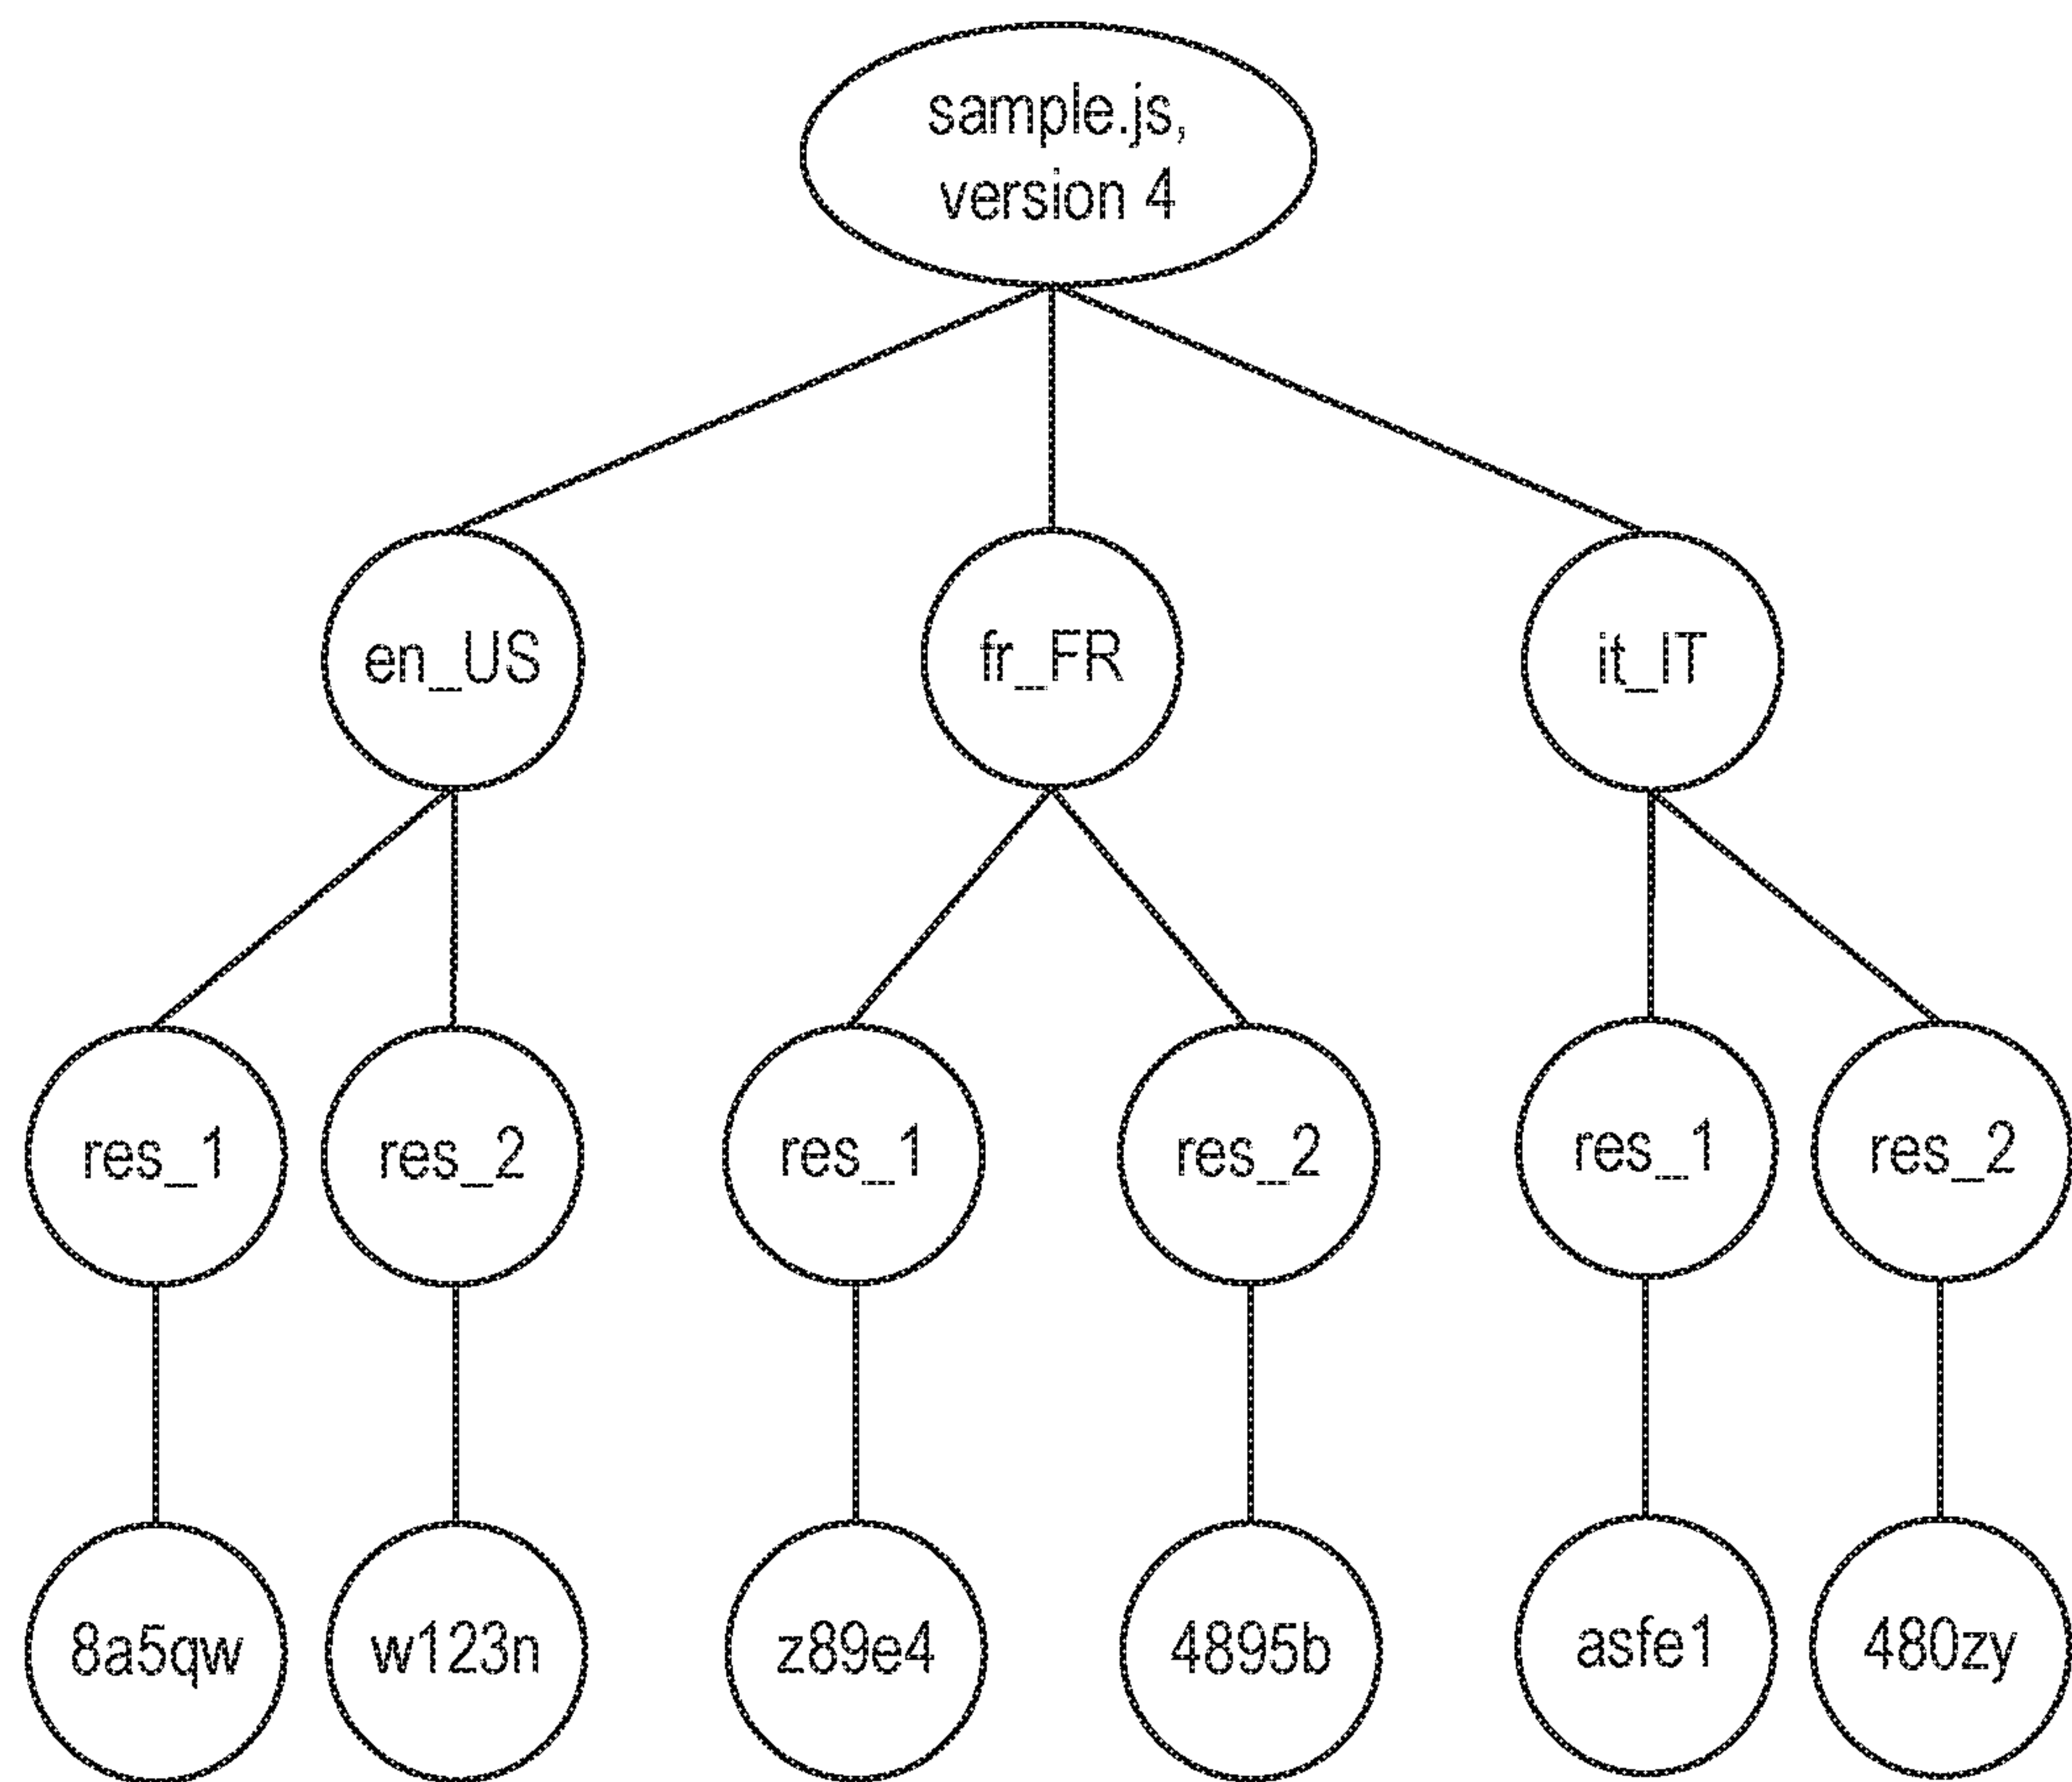 sample.js,
version 4
en_US
fr_FR
it_IT
res_1
res_2
res_1
res_2
res_1
res_2
8a5qw
w123n
z89e4
4895b
asfe1
480zy